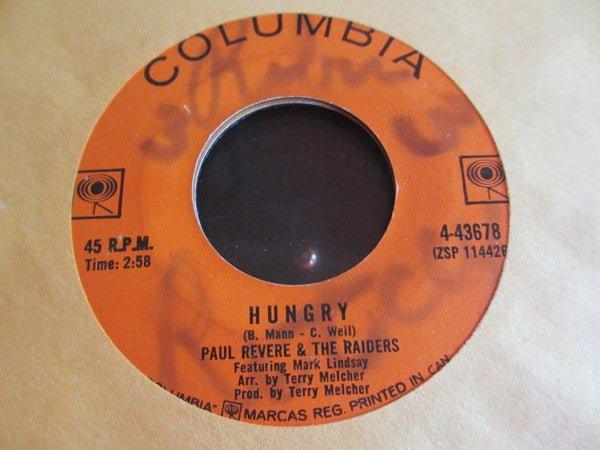 COLUMBIA
45 R.P.M.
Time: 2:58
4-43678
(ZSP 114426
HUNGRY
(B. Mann - C. Weil)
PAUL REVERE & THE RAIDERS
Featuring Mark Lindsay
Arr. by Terry Melcher
Prod. by Terry Melcher
COLUMBIA" MARCAS REG. PRINTED IN CAN